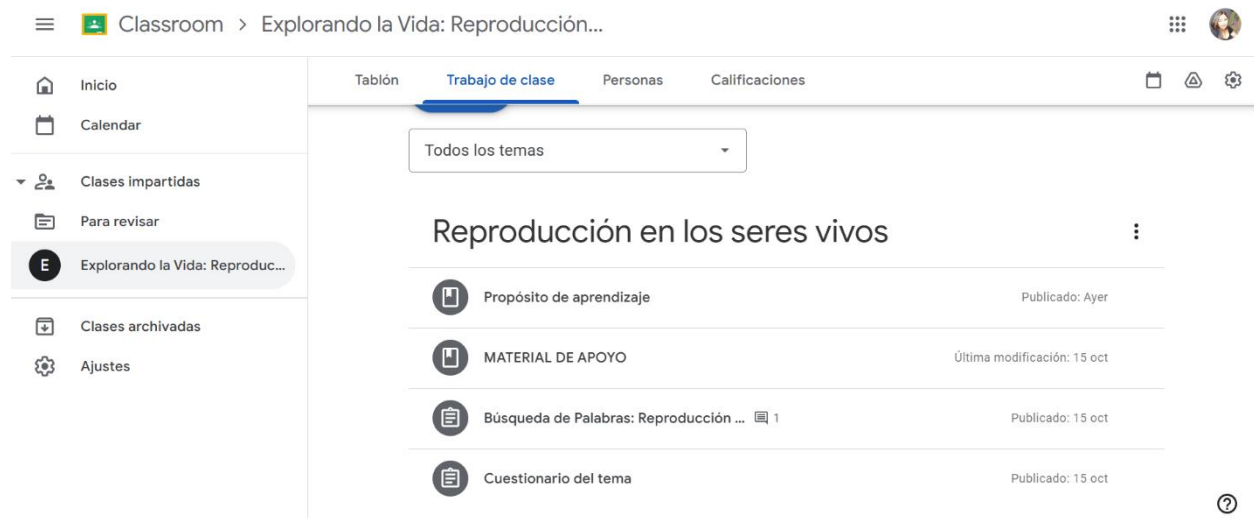 Classroom > Explorando la Vida: Reproducción...
Inicio
Calendar
Clases impartidas
Para revisar
E Explorando la Vida: Reproduc...
Clases archivadas
Ajustes
Tablón Trabajo de clase Personas Calificaciones
Todos los temas
Reproducción en los seres vivos
Propósito de aprendizaje Publicado: Ayer
MATERIAL DE APOYO Última modificación: 15 oct
Búsqueda de Palabras: Reproducción ... 1 Publicado: 15 oct
Cuestionario del tema Publicado: 15 oct